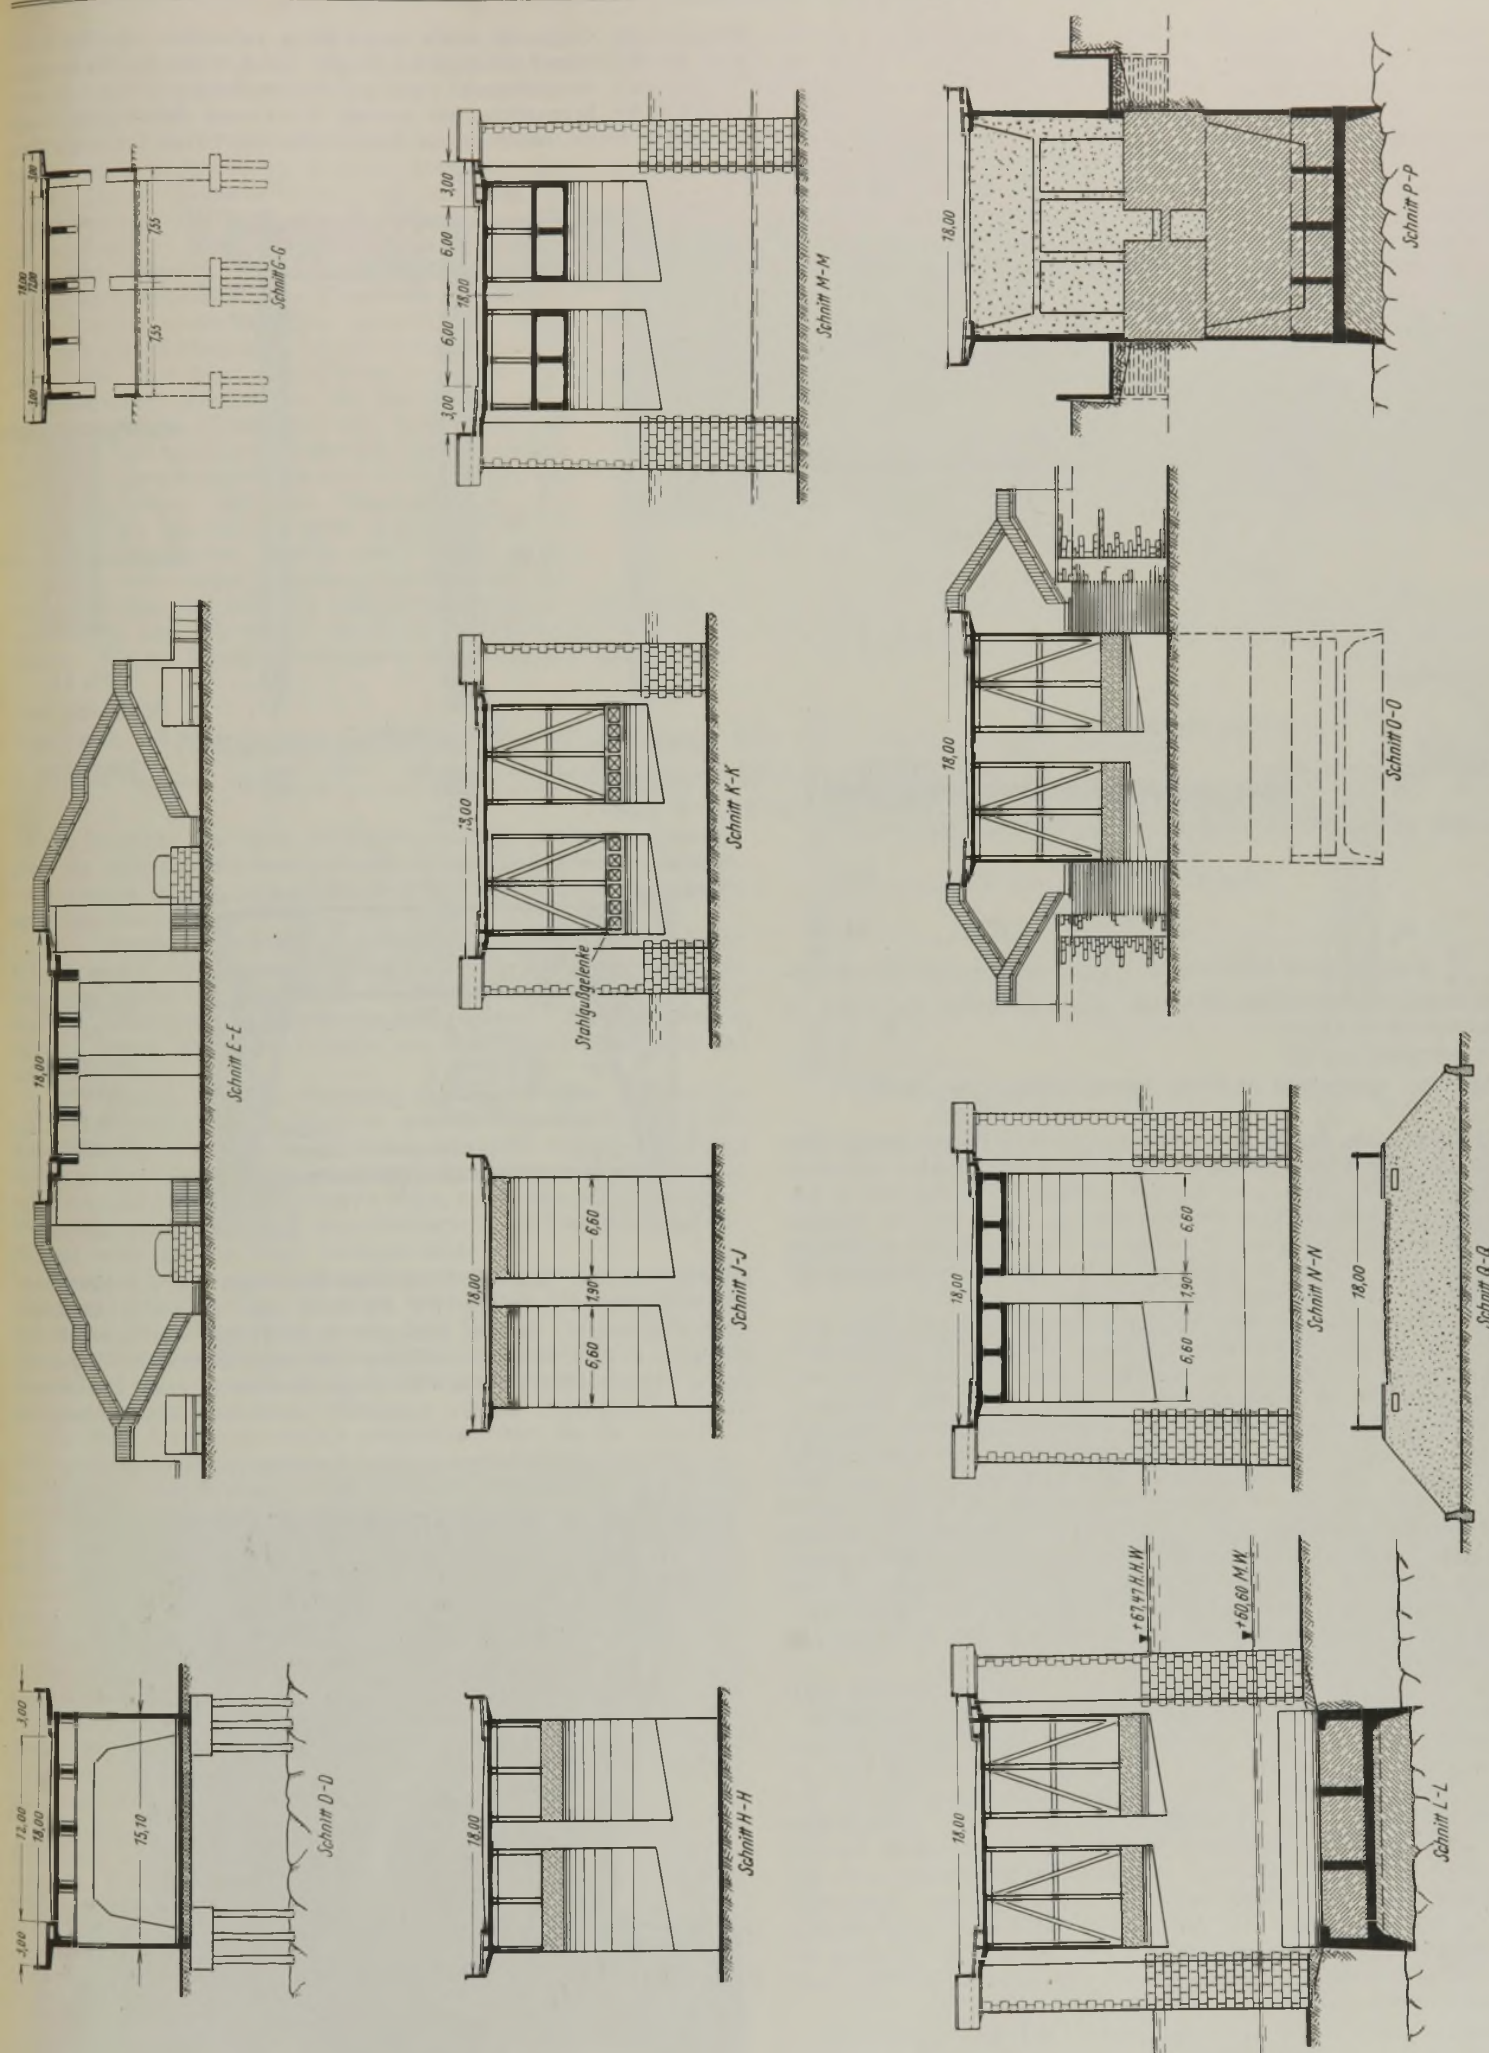 3,00
12,00
18,00
3,00
15,10
Schnitt D-D
18,00
Schnitt E-E
3,00
18,00
12,00
3,00
7,55
7,55
Schnitt G-G
18,00
Schnitt H-H
18,00
6,60
1,90
6,60
Schnitt J-J
18,00
Stahlgußgelenke
Schnitt K-K
3,00
6,00
18,00
6,00
3,00
Schnitt M-M
18,00
+67,47 H.H.W.
+60,60 M.W.
Schnitt L-L
18,00
6,60
1,90
6,60
Schnitt N-N
18,00
Schnitt O-O
18,00
Schnitt P-P
18,00
Schnitt Q-Q